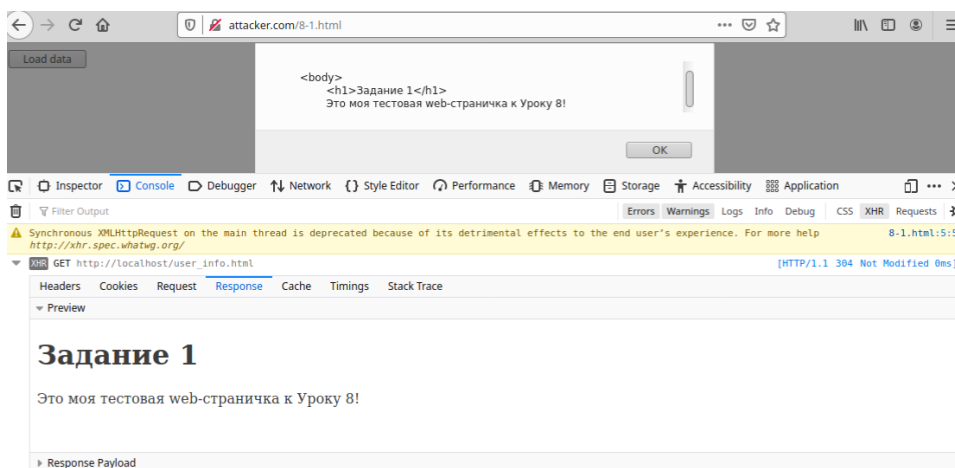 attacker.com/8-1.html
Load data
<body>
<h1>Задание 1</h1>
Это моя тестовая web-страничка к Уроку 8!
OK
Inspector Console Debugger Network {} Style Editor Performance Memory Storage Accessibility Application
Filter Output Errors Warnings Logs Info Debug CSS XHR Requests
Synchronous XMLHttpRequest on the main thread is deprecated because of its detrimental effects to the end user's experience. For more help 8-1.html:5:5
http://xhr.spec.whatwg.org/
XHR GET http://localhost/user_info.html [HTTP/1.1 304 Not Modified 0ms]
Headers Cookies Request Response Cache Timings Stack Trace
Preview
Задание 1
Это моя тестовая web-страничка к Уроку 8!
Response Payload